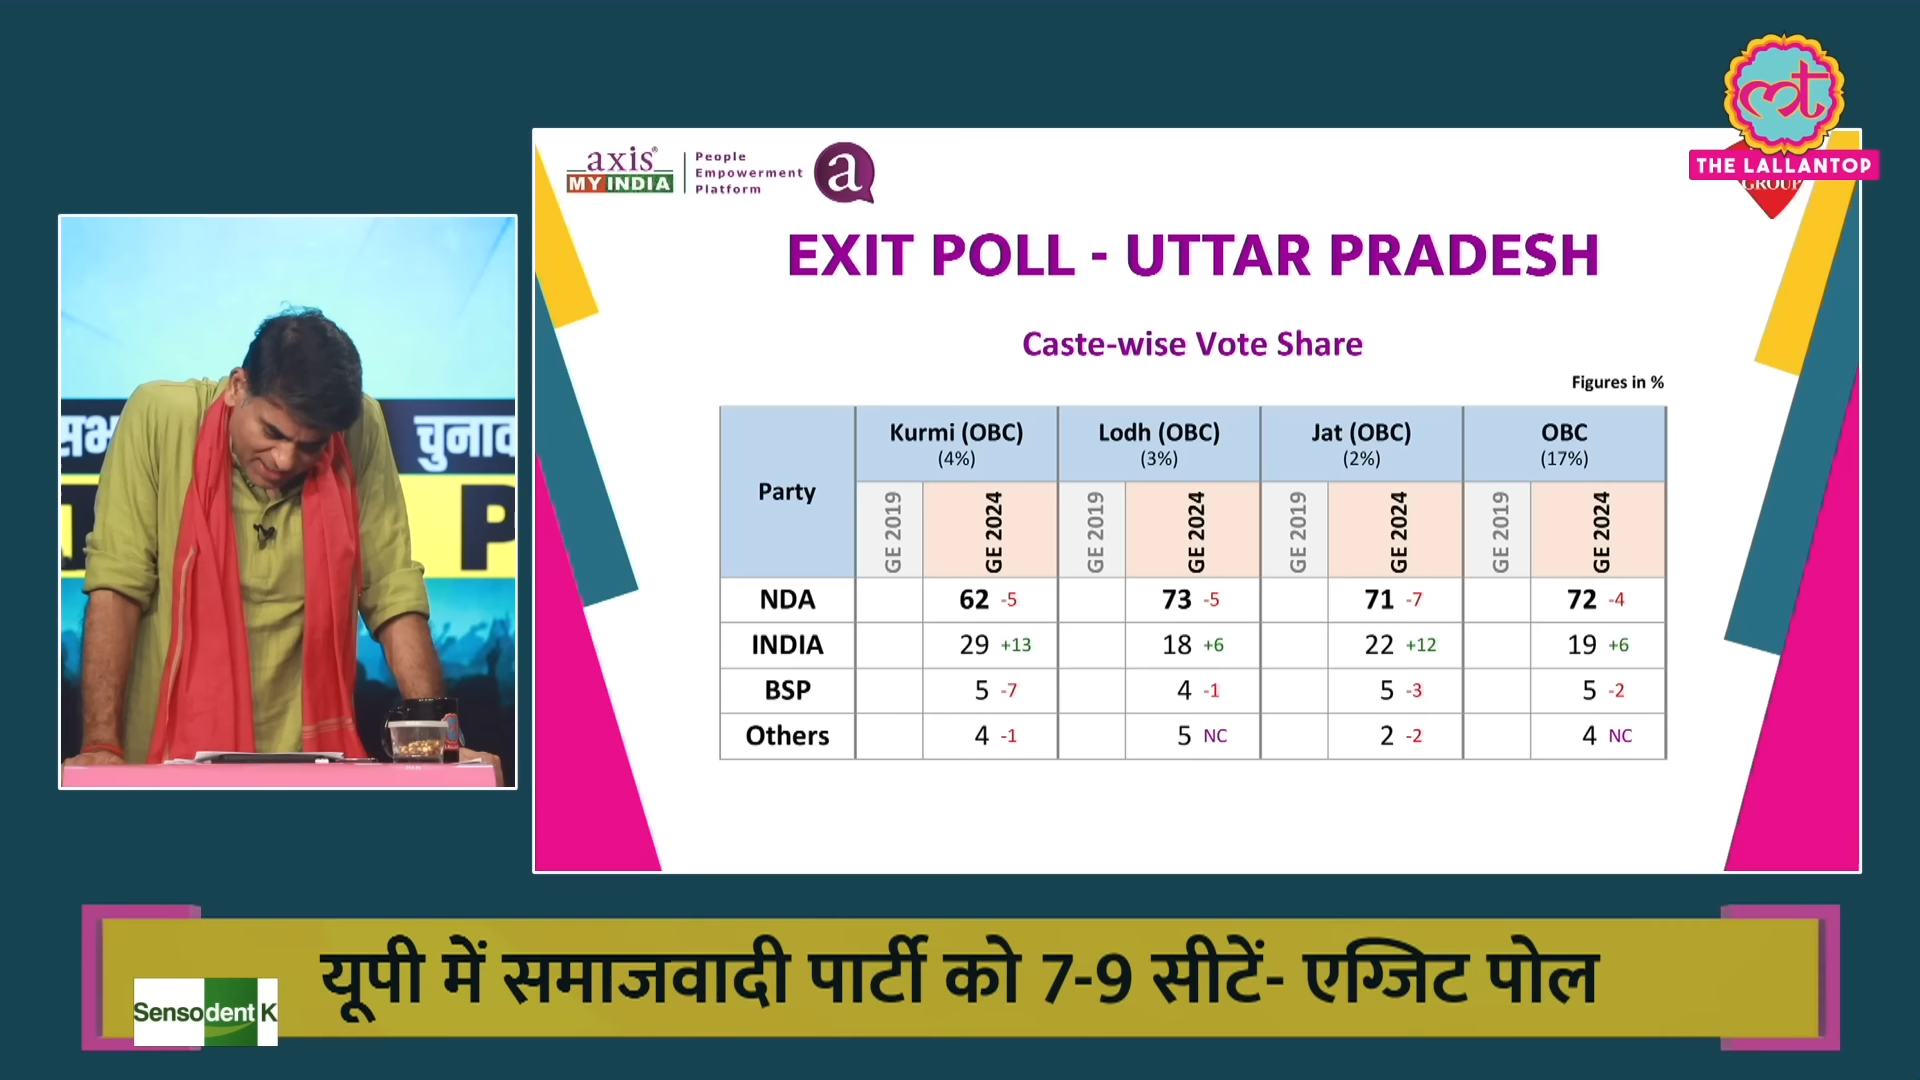 THE LALLANTOP
GROUP
axis
MY INDIA
People
Empowerment
Platform
a
EXIT POLL - UTTAR PRADESH
Caste-wise Vote Share
Figures in %
Party Kurmi (OBC) (4%) Lodh (OBC) (3%) Jat (OBC) (2%) OBC (17%)
GE 2019 GE 2024 GE 2019 GE 2024 GE 2019 GE 2024 GE 2019 GE 2024
NDA 62 -5 73 -5 71 -7 72 -4
INDIA 29 +13 18 +6 22 +12 19 +6
BSP 5 -7 4 -1 5 -3 5 -2
Others 4 -1 5 NC 2 -2 4 NC
चुनाव
P
यूपी में समाजवादी पार्टी को 7-9 सीटें- एग्जिट पोल
Sensodent K